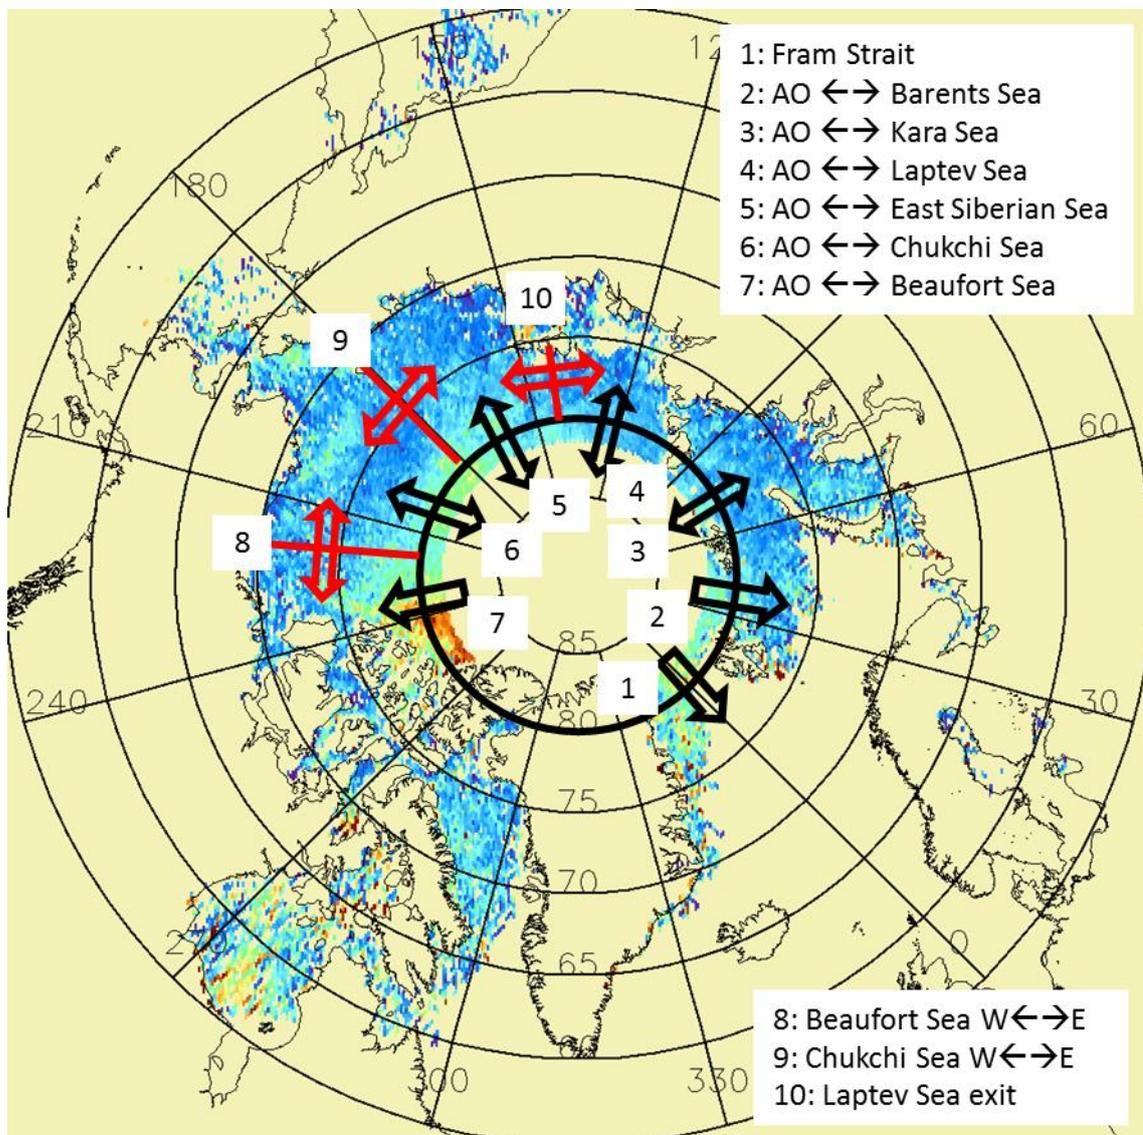 150
12
1: Fram Strait
2: AO ←→ Barents Sea
3: AO ←→ Kara Sea
4: AO ←→ Laptev Sea
5: AO ←→ East Siberian Sea
6: AO ←→ Chukchi Sea
7: AO ←→ Beaufort Sea
180
10
9
210
60
4
5
8
6
3
2
7
85
1
240
30
80
75
70
0
65
8: Beaufort Sea W←→E
9: Chukchi Sea W←→E
10: Laptev Sea exit
300
330